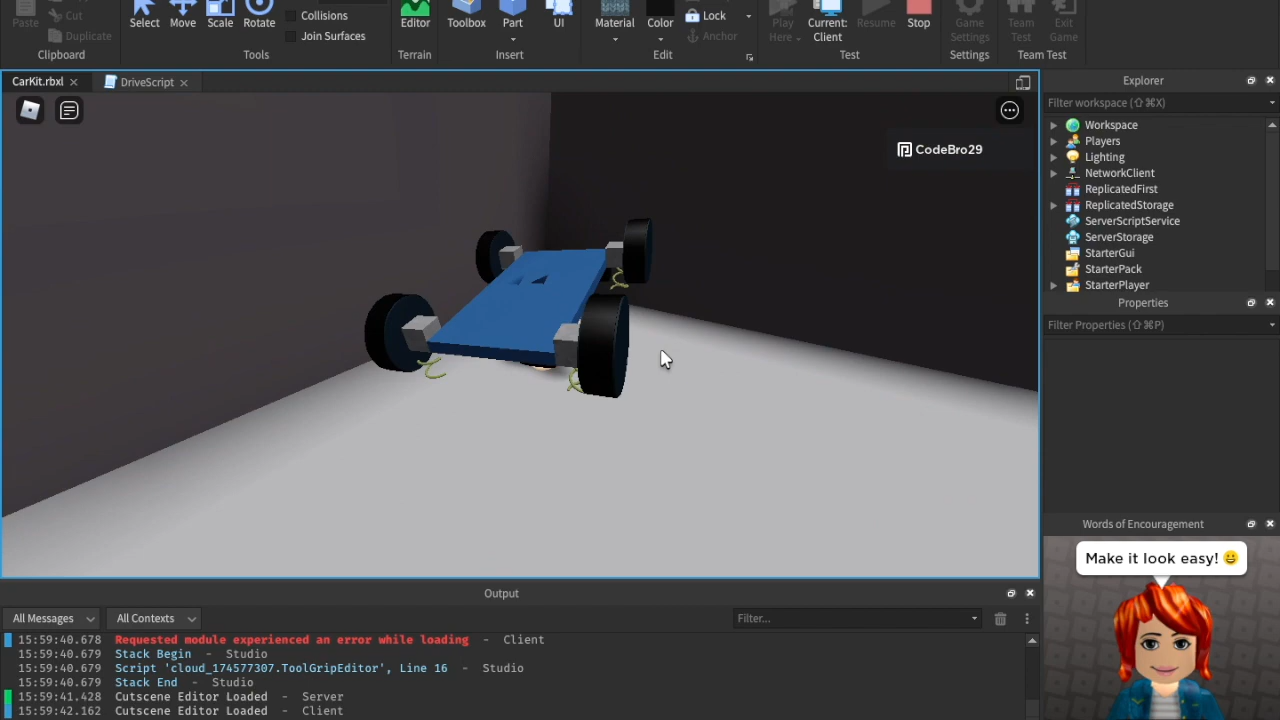 Paste
Cut
Duplicate
Clipboard
Select
Move
Scale
Rotate
Collisions
Join Surfaces
Tools
Editor
Terrain
Toolbox
Part
UI
Insert
Material
Color
Lock
Anchor
Edit
Play
Here
Current:
Client
Resume
Stop
Test
Game
Settings
Settings
Team
Test
Exit
Game
Team Test
CarKit.rbxl
DriveScript
CodeBro29
Explorer
Filter workspace (⇧⌘X)
Workspace
Players
Lighting
NetworkClient
ReplicatedFirst
ReplicatedStorage
ServerScriptService
ServerStorage
StarterGui
StarterPack
StarterPlayer
Properties
Filter Properties (⇧⌘P)
Words of Encouragement
Make it look easy! 😀
Output
All Messages
All Contexts
Filter...
15:59:40.678 Requested module experienced an error while loading - Client
15:59:40.679 Stack Begin - Studio
15:59:40.679 Script 'cloud_174577307.ToolGripEditor', Line 16 - Studio
15:59:40.679 Stack End - Studio
15:59:41.428 Cutscene Editor Loaded - Server
15:59:42.162 Cutscene Editor Loaded - Client